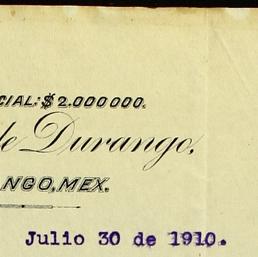 CIAL: $2.000000.
de Durango,
NGO, MEX.
Julio 30 de 1910.